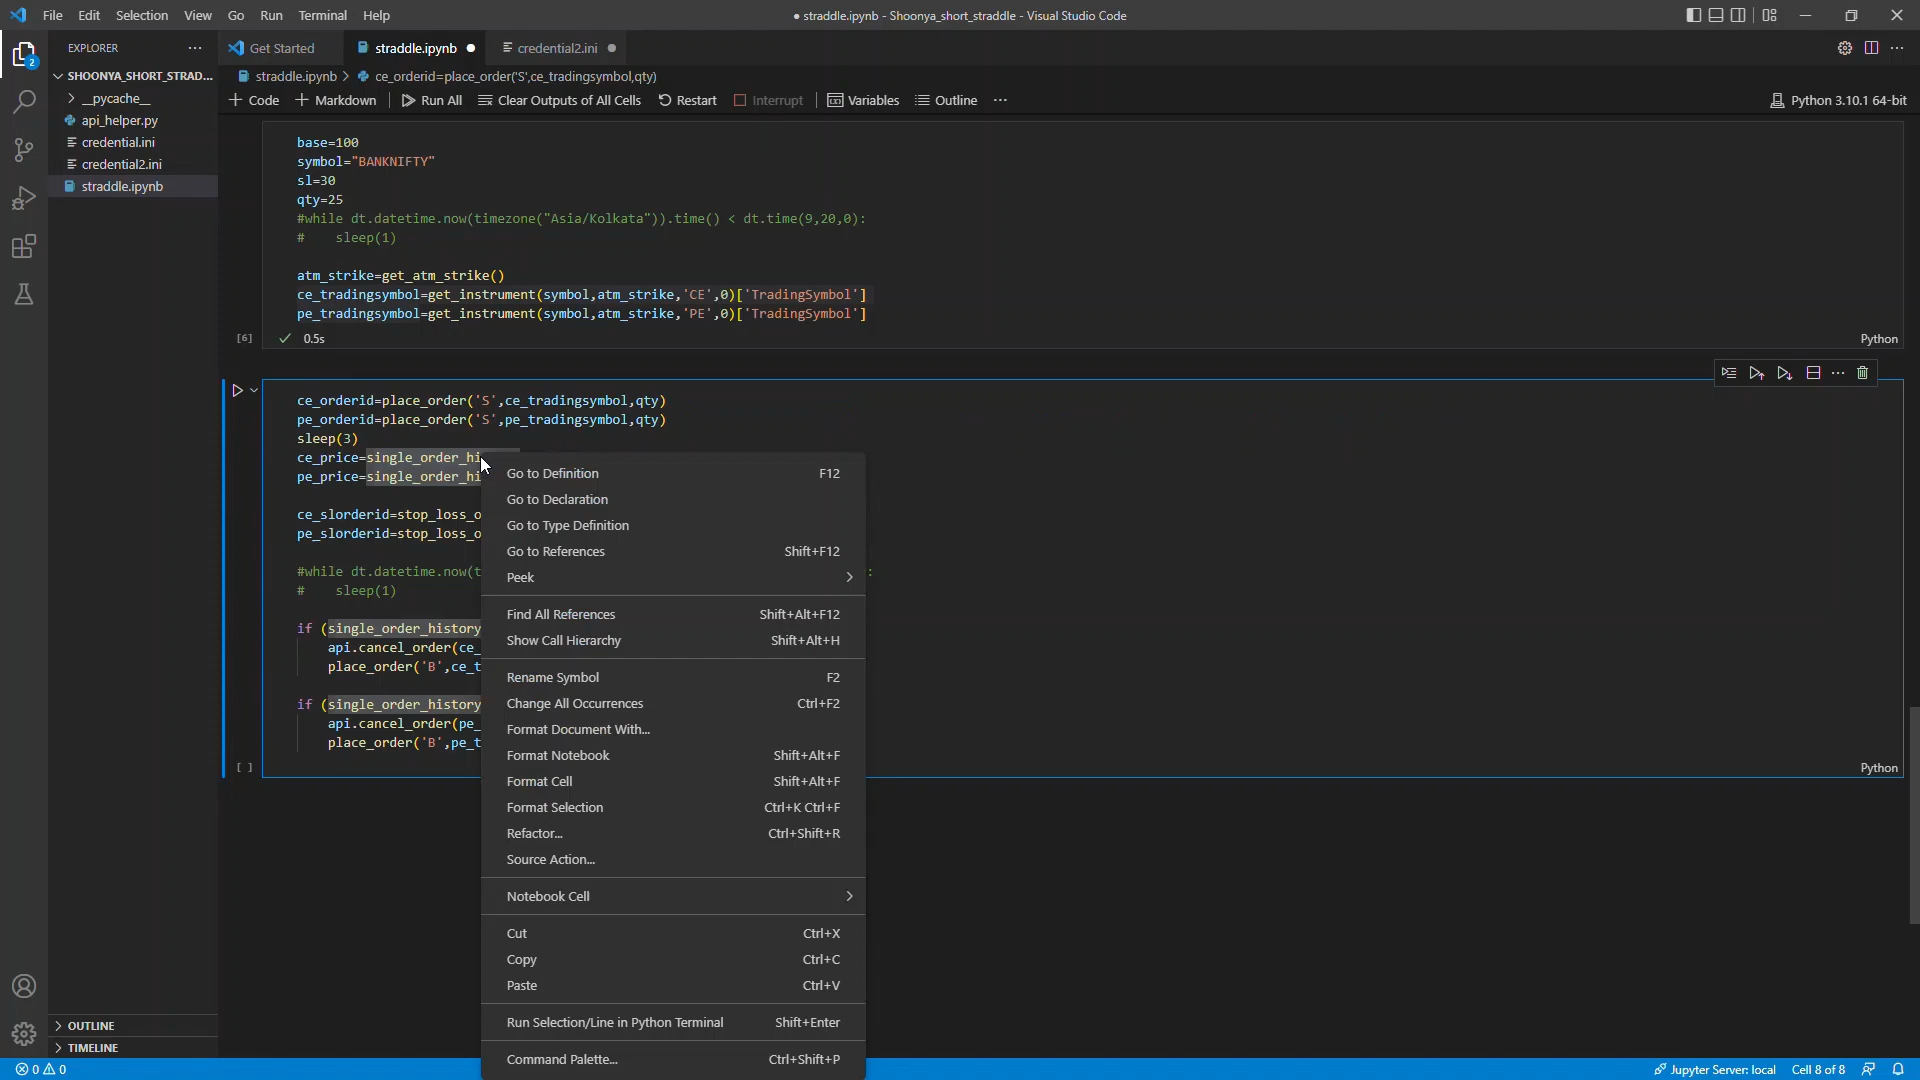 File Edit Selection View Go Run Terminal Help
● straddle.ipynb - Shoonya_short_straddle - Visual Studio Code
EXPLORER
2
SHOONYA_SHORT_STRAD...
__pycache__
api_helper.py
credential.ini
credential2.ini
straddle.ipynb
OUTLINE
TIMELINE
Get Started
straddle.ipynb
credential2.ini
straddle.ipynb > ce_orderid=place_order('S',ce_tradingsymbol,qty)
+ Code + Markdown Run All Clear Outputs of All Cells Restart Interrupt Variables Outline ...
Python 3.10.1 64-bit
base=100
symbol="BANKNIFTY"
sl=30
qty=25
#while dt.datetime.now(timezone("Asia/Kolkata")).time() < dt.time(9,20,0):
#    sleep(1)
atm_strike=get_atm_strike()
ce_tradingsymbol=get_instrument(symbol,atm_strike,'CE',0)['TradingSymbol']
pe_tradingsymbol=get_instrument(symbol,atm_strike,'PE',0)['TradingSymbol']
[6] ✓ 0.5s
Python
ce_orderid=place_order('S',ce_tradingsymbol,qty)
pe_orderid=place_order('S',pe_tradingsymbol,qty)
sleep(3)
ce_price=single_order_hi
pe_price=single_order_hi
ce_slorderid=stop_loss_o
pe_slorderid=stop_loss_o
#while dt.datetime.now(t :
#    sleep(1)
if (single_order_history
api.cancel_order(ce_
place_order('B',ce_t
if (single_order_history
api.cancel_order(pe_
place_order('B',pe_t
[ ]
Python
Go to Definition F12
Go to Declaration
Go to Type Definition
Go to References Shift+F12
Peek >
Find All References Shift+Alt+F12
Show Call Hierarchy Shift+Alt+H
Rename Symbol F2
Change All Occurrences Ctrl+F2
Format Document With...
Format Notebook Shift+Alt+F
Format Cell Shift+Alt+F
Format Selection Ctrl+K Ctrl+F
Refactor... Ctrl+Shift+R
Source Action...
Notebook Cell >
Cut Ctrl+X
Copy Ctrl+C
Paste Ctrl+V
Run Selection/Line in Python Terminal Shift+Enter
Command Palette... Ctrl+Shift+P
0 0
Jupyter Server: local Cell 8 of 8